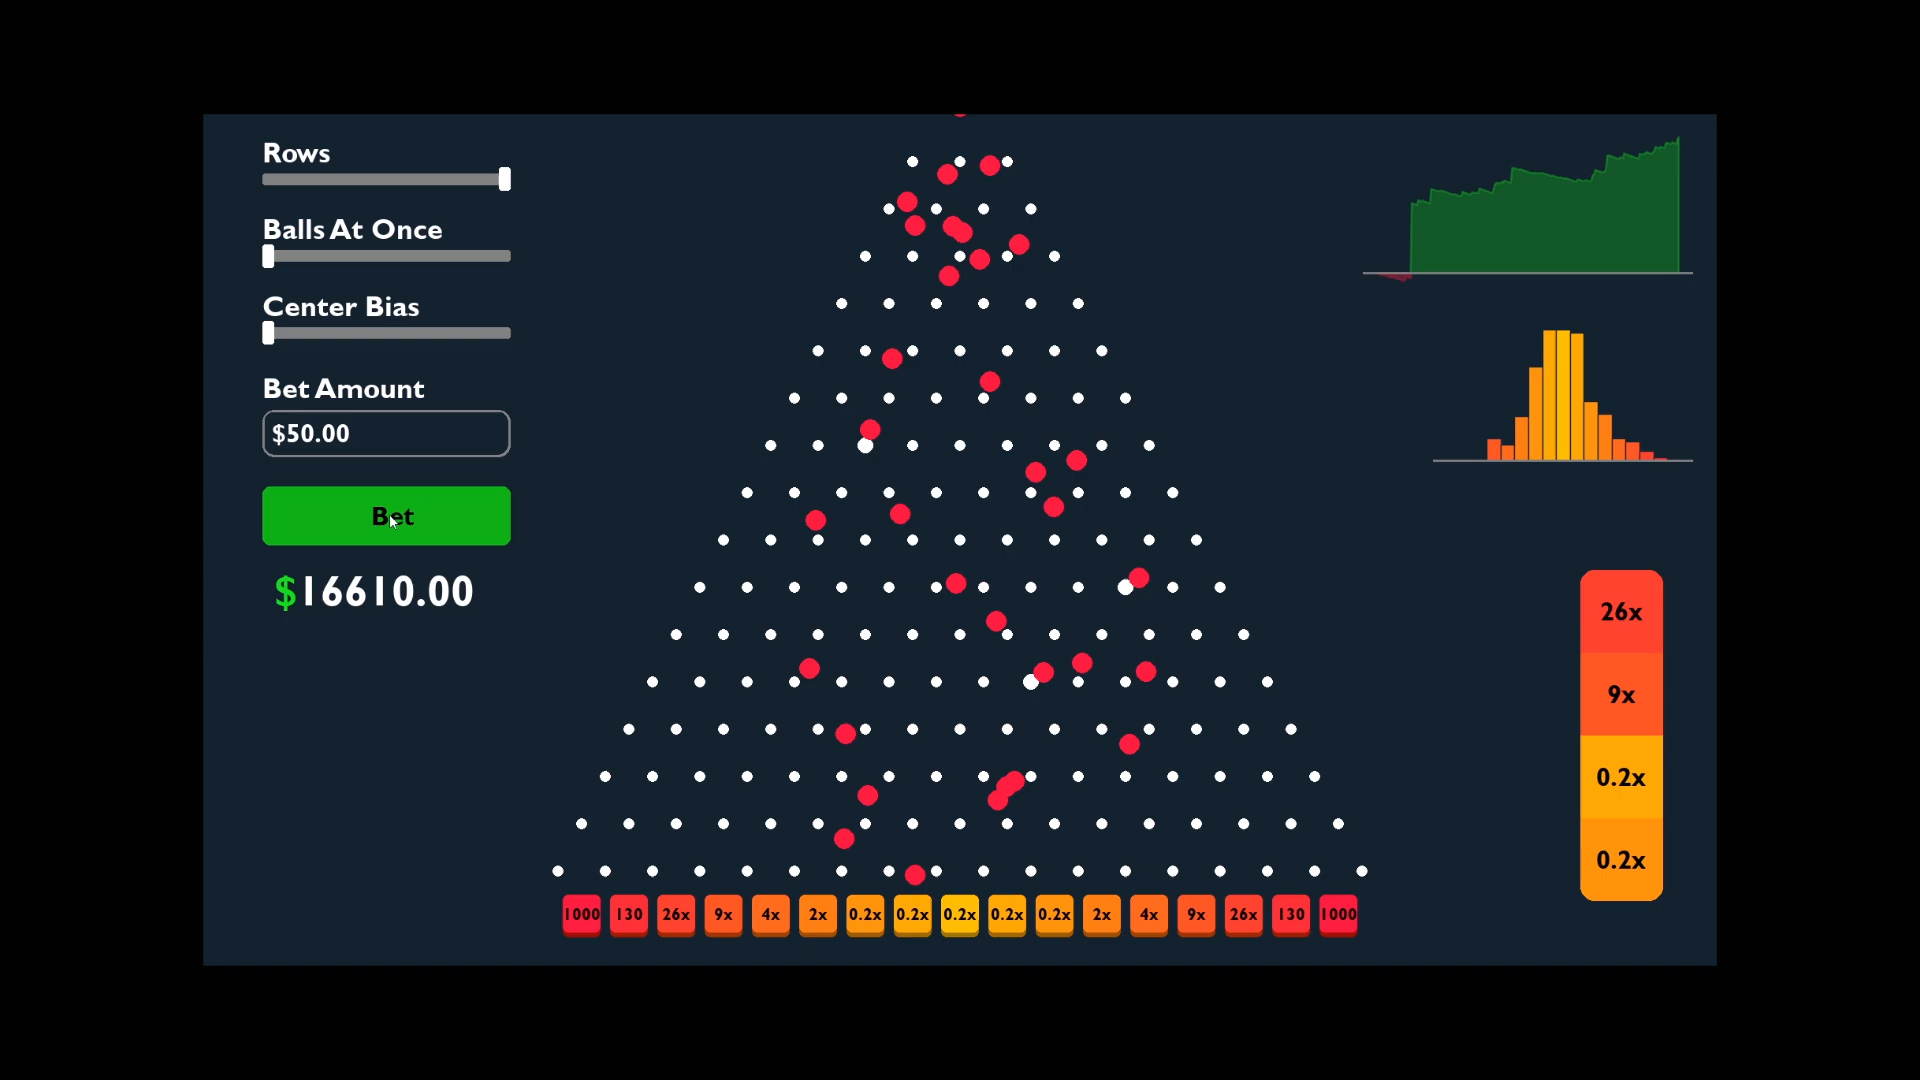 Rows
Balls At Once
Center Bias
Bet Amount
$50.00
Bet
$16610.00
26x
9x
0.2x
0.2x
1000 130 26x 9x 4x 2x 0.2x 0.2x 0.2x 0.2x 0.2x 2x 4x 9x 26x 130 1000